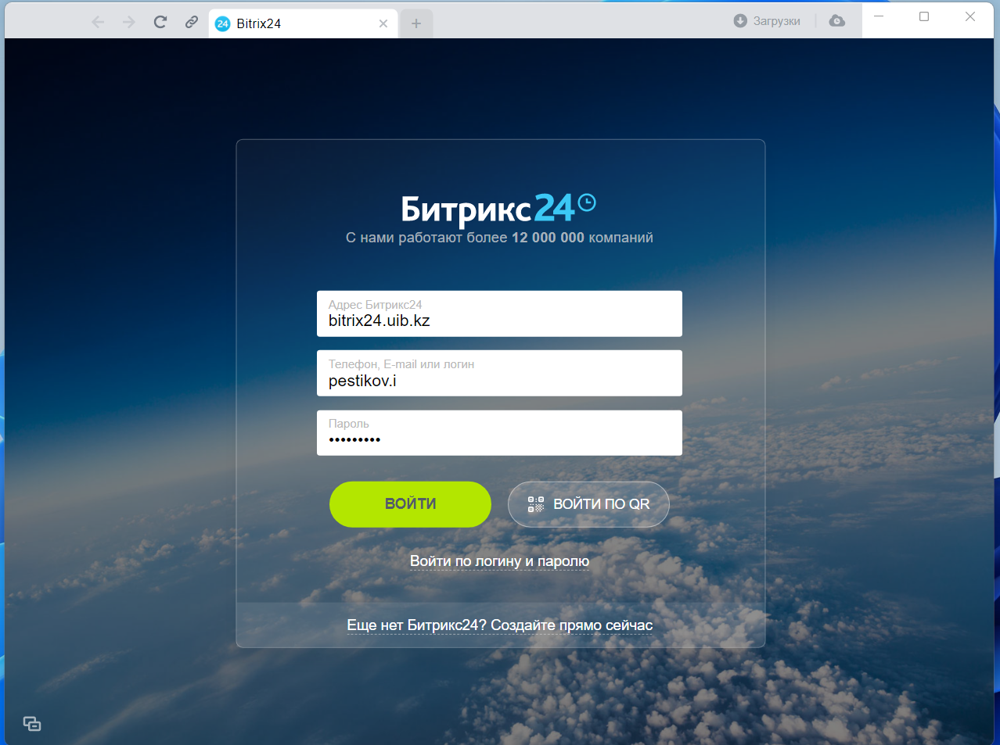 24 Bitrix24
Загрузки
Битрикс24
С нами работают более 12 000 000 компаний
Адрес Битрикс24
bitrix24.uib.kz
Телефон, E-mail или логин
pestikov.i
Пароль
•••••••••
ВОЙТИ
ВОЙТИ ПО QR
Войти по логину и паролю
Еще нет Битрикс24? Создайте прямо сейчас